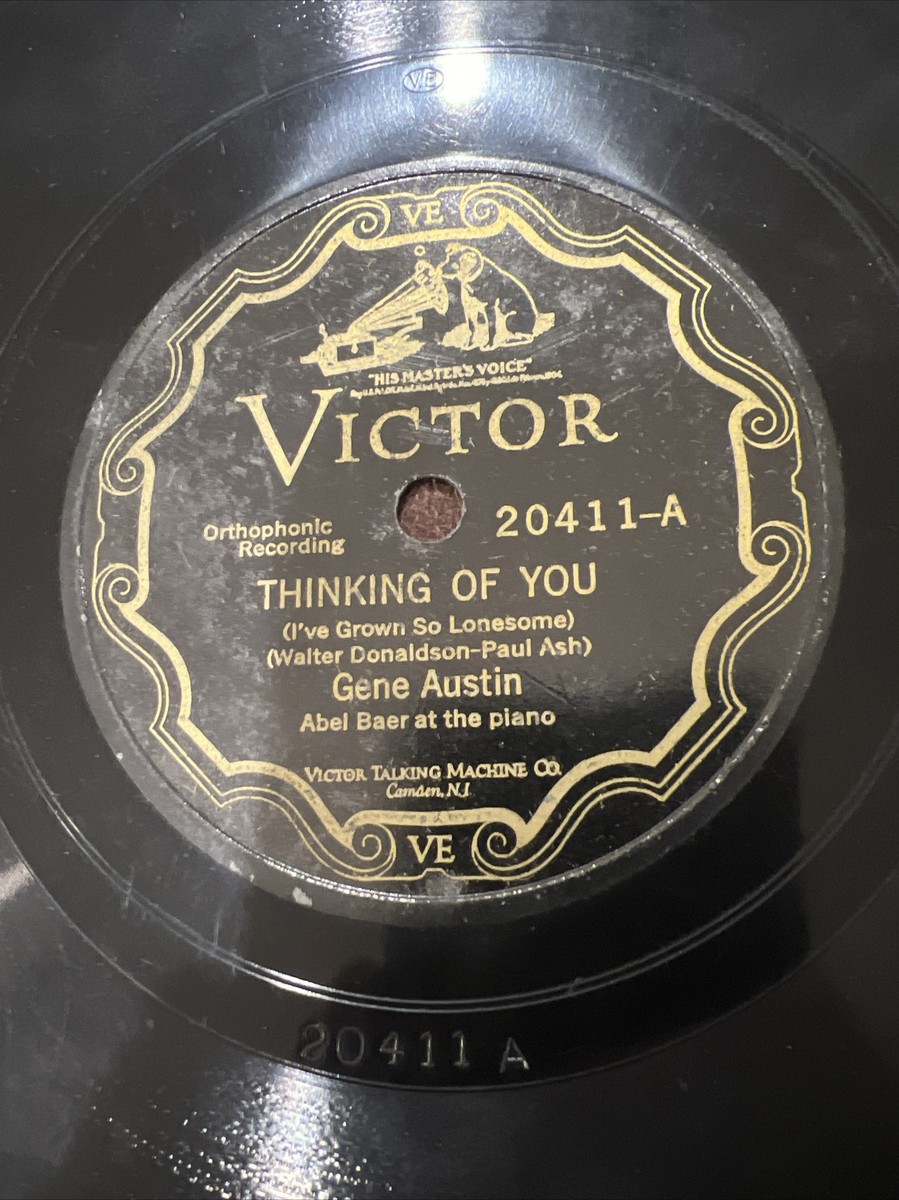 VE
VE
"HIS MASTER'S VOICE"
VICTOR
20411-A
Orthophonic
Recording
THINKING OF YOU
(I've Grown So Lonesome)
(Walter Donaldson-Paul Ash)
Gene Austin
Abel Baer at the piano
VICTOR TALKING MACHINE CO.
Camden, N.J.
VE
20411 A